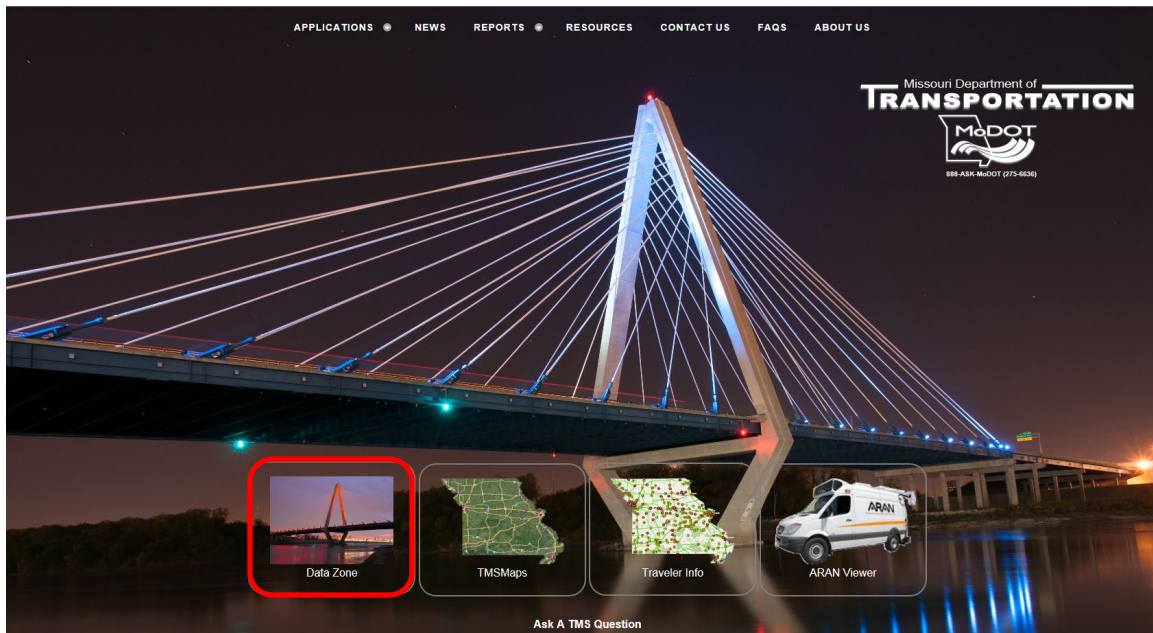 APPLICATIONS NEWS REPORTS RESOURCES CONTACT US FAQS ABOUT US
Missouri Department of
TRANSPORTATION
MoDOT
888-ASK-MoDOT (275-6636)
ARAN
Data Zone TMSMaps Traveler Info ARAN Viewer
Ask A TMS Question